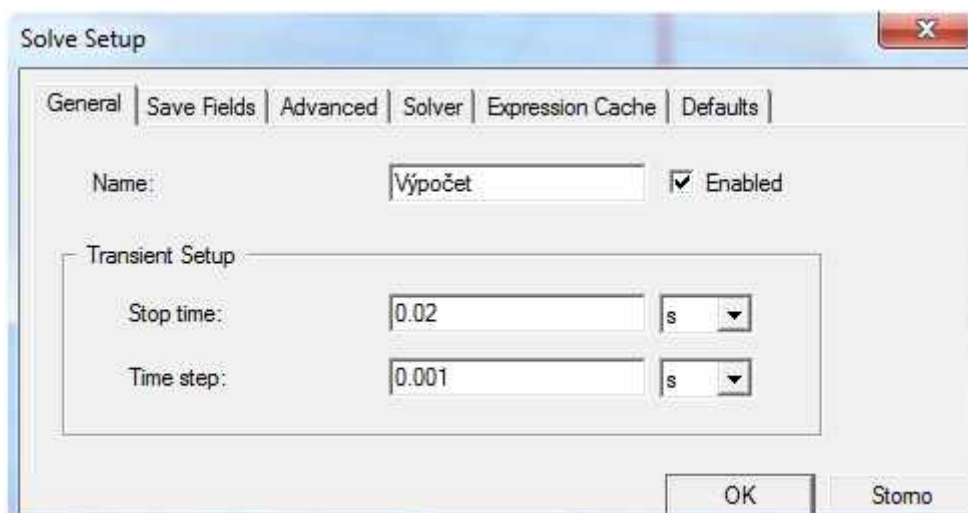 Solve Setup
General Save Fields Advanced Solver Expression Cache Defaults
Name: Výpočet Enabled
Transient Setup
Stop time: 0.02 s
Time step: 0.001 s
OK Storno